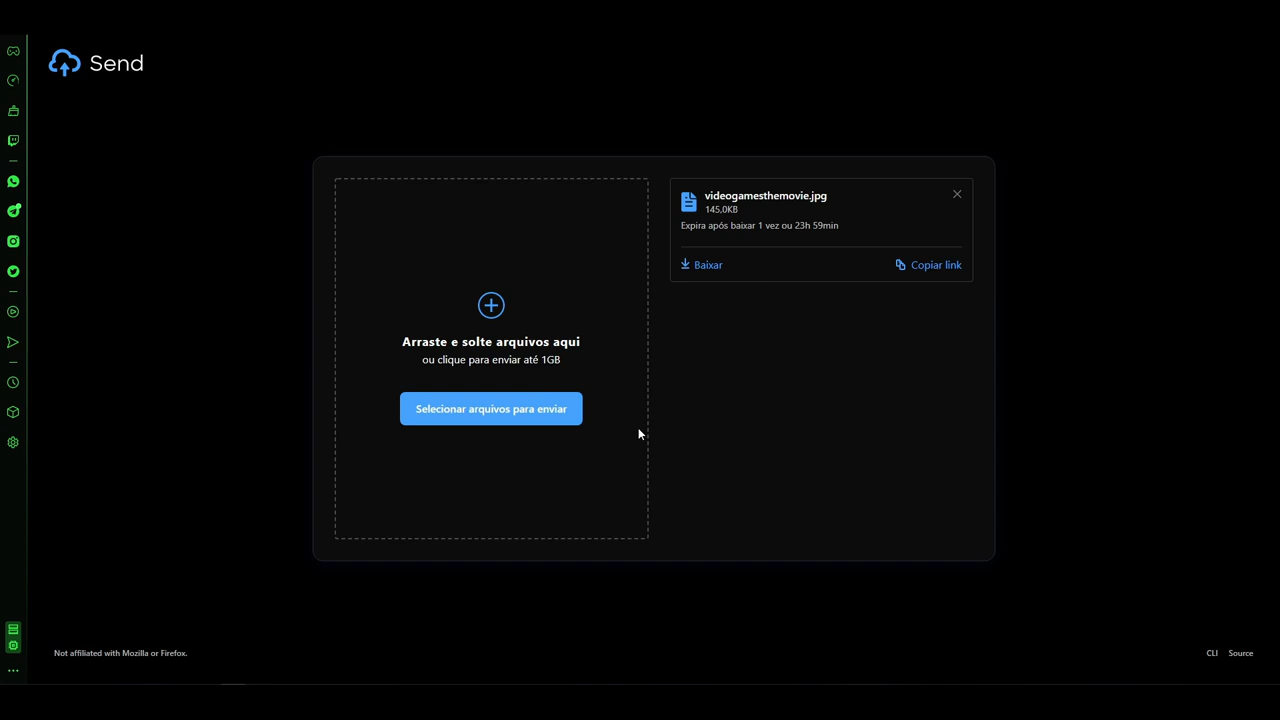 Send
Arraste e solte arquivos aqui
ou clique para enviar até 1GB
Selecionar arquivos para enviar
videogamesthemovie.jpg
145,0KB
Expira após baixar 1 vez ou 23h 59min
Baixar
Copiar link
Not affiliated with Mozilla or Firefox.
CLI Source